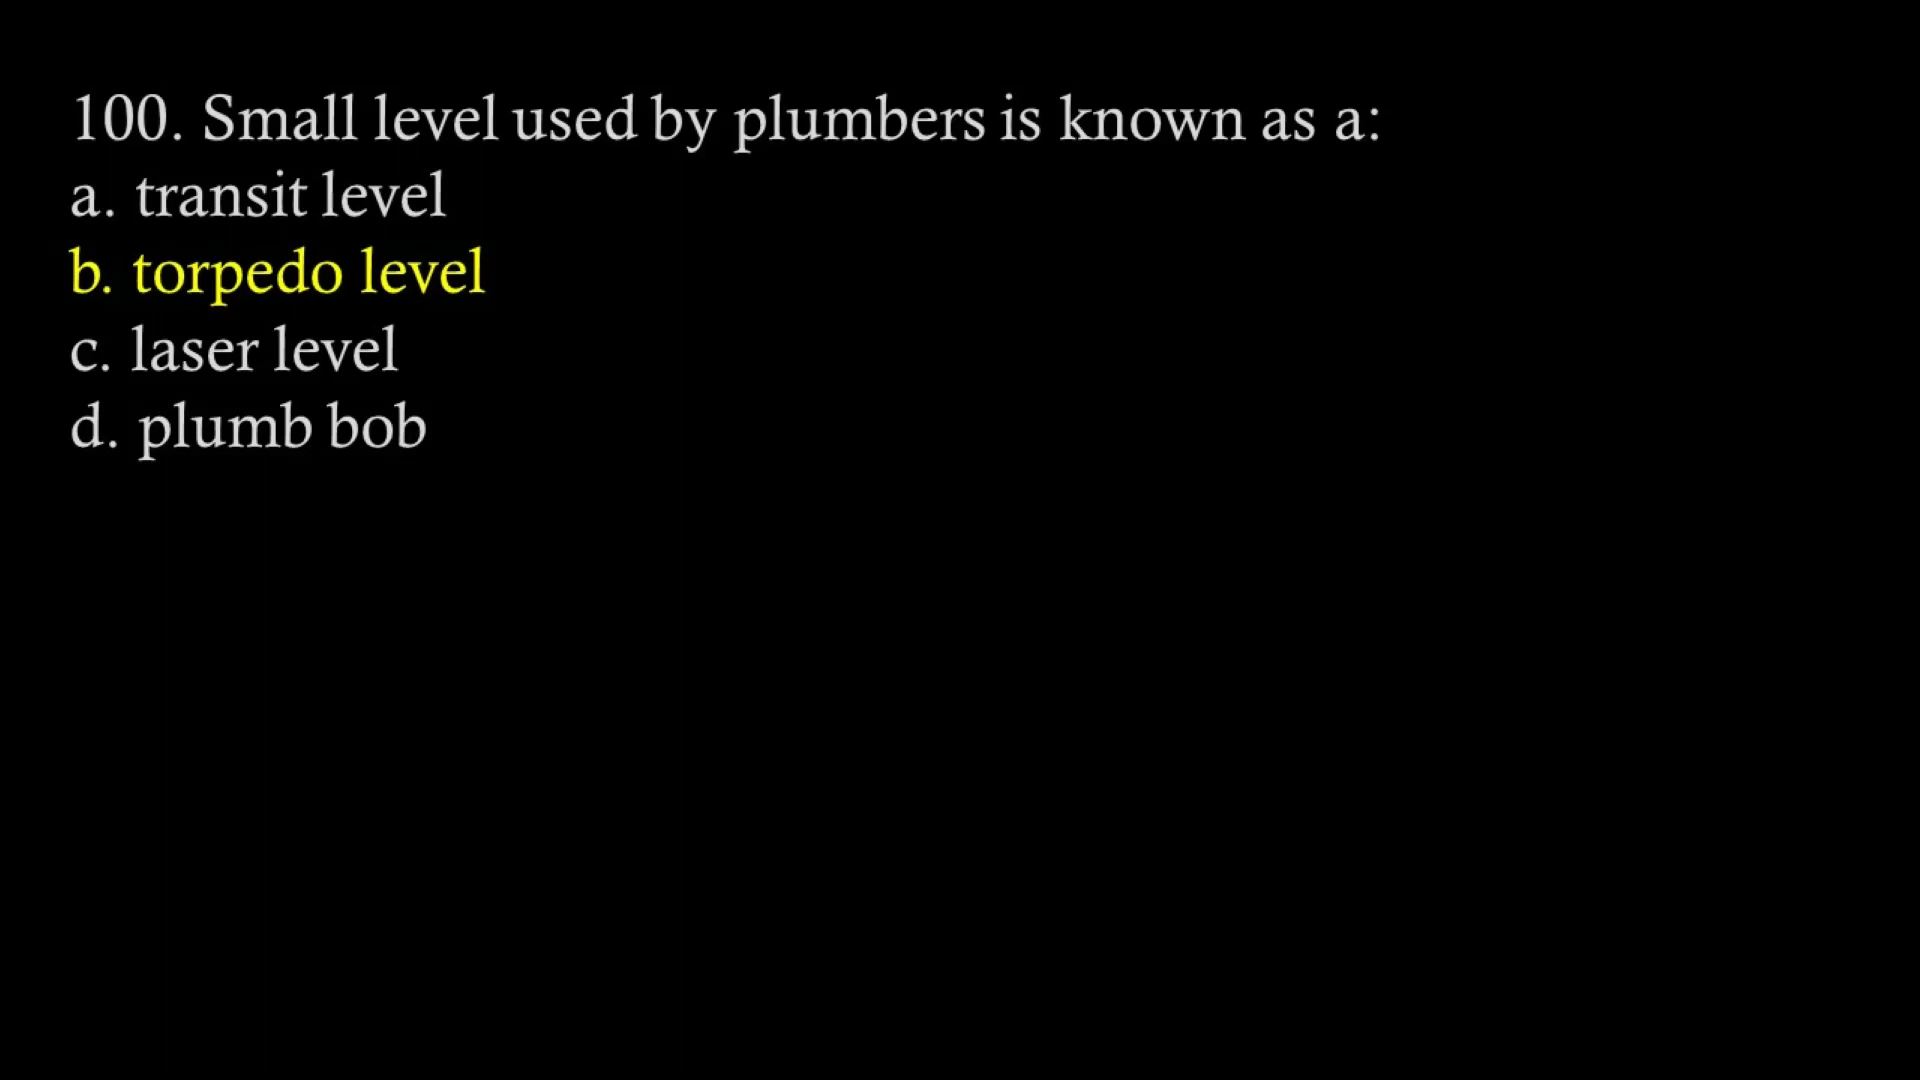 100. Small level used by plumbers is known as a:
a. transit level
b. torpedo level
c. laser level
d. plumb bob